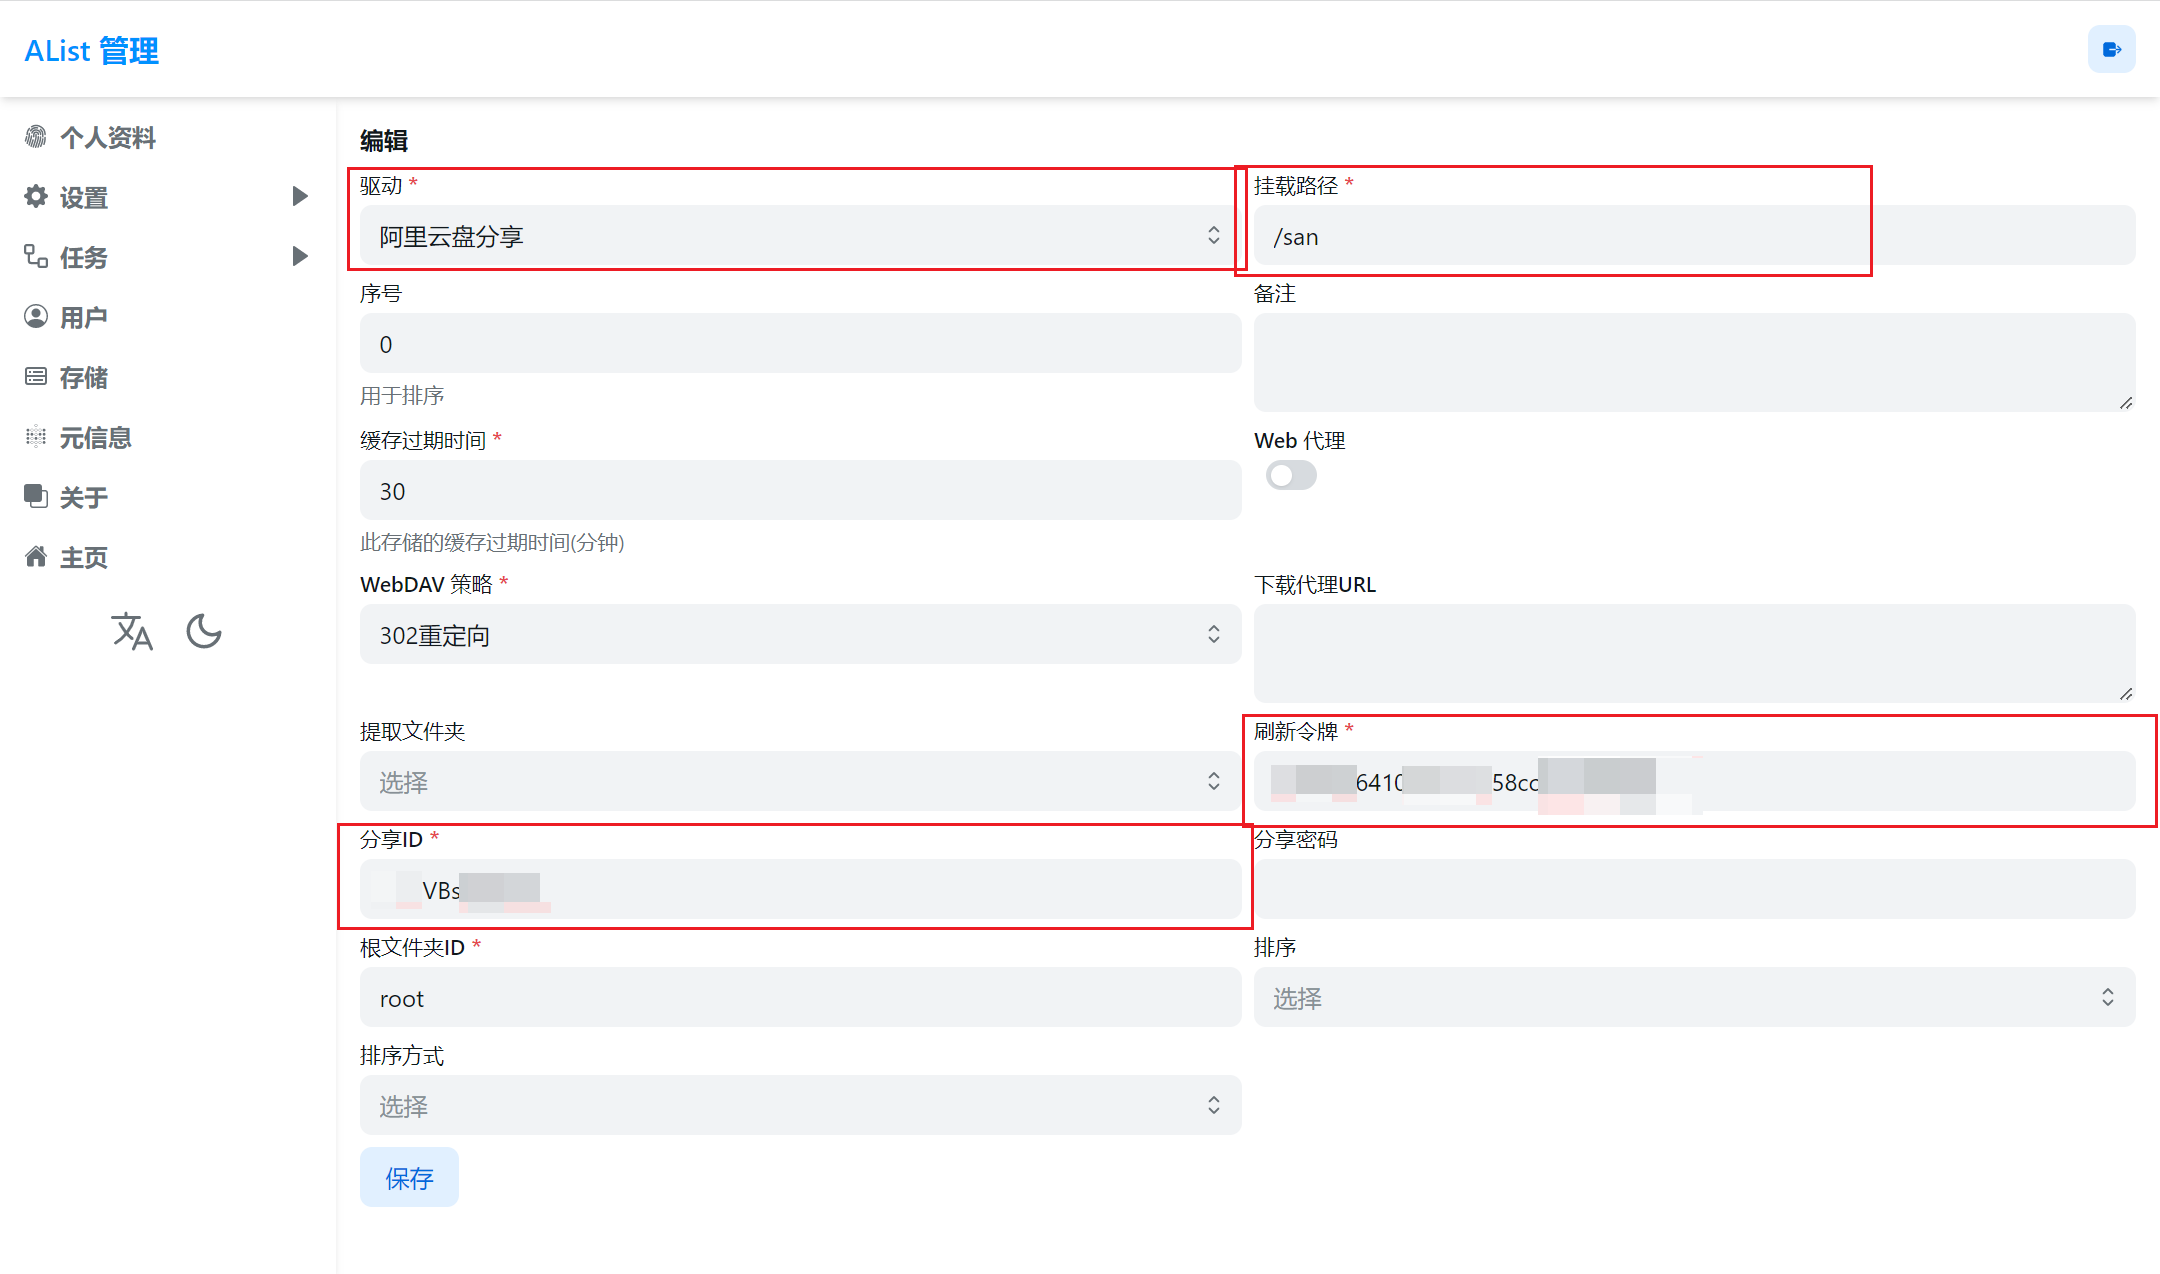 AList 管理
个人资料
设置
任务
用户
存储
元信息
关于
主页
编辑
驱动 *
阿里云盘分享
挂载路径 *
/san
序号
0
用于排序
备注
缓存过期时间 *
30
此存储的缓存过期时间(分钟)
Web 代理
WebDAV 策略 *
302重定向
下载代理URL
提取文件夹
选择
刷新令牌 *
6410 58cc
分享ID *
VBs
分享密码
根文件夹ID *
root
排序
选择
排序方式
选择
保存